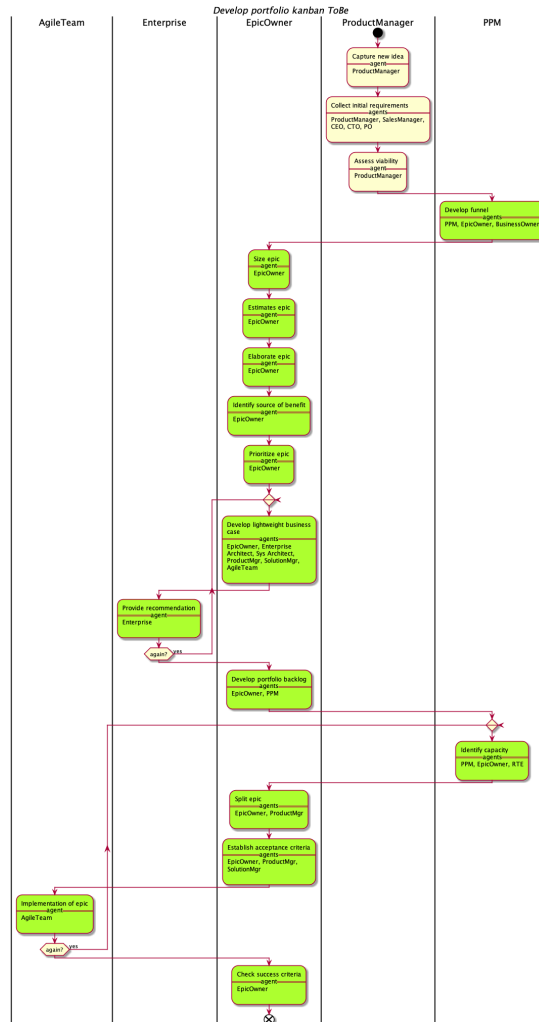 Develop portfolio kanban ToBe
AgileTeam
Enterprise
EpicOwner
ProductManager
PPM
Capture new idea
agent
ProductManager
Collect initial requirements
agents
ProductManager, SalesManager,
CEO, CTO, PO
Assess viability
agent
ProductManager
Develop funnel
agents
PPM, EpicOwner, BusinessOwner
Size epic
agent
EpicOwner
Estimates epic
agent
EpicOwner
Elaborate epic
agent
EpicOwner
Identify source of benefit
agent
EpicOwner
Prioritize epic
agent
EpicOwner
Develop lightweight business
case
agents
EpicOwner, Enterprise
Architect, Sys Architect,
ProductMgr, SolutionMgr,
AgileTeam
Provide recommendation
agent
Enterprise
again?
yes
Develop portfolio backlog
agents
EpicOwner, PPM
Identify capacity
agents
PPM, EpicOwner, RTE
Split epic
agents
EpicOwner, ProductMgr
Establish acceptance criteria
agents
EpicOwner, ProductMgr,
SolutionMgr
Implementation of epic
agent
AgileTeam
again?
yes
Check success criteria
agent
EpicOwner